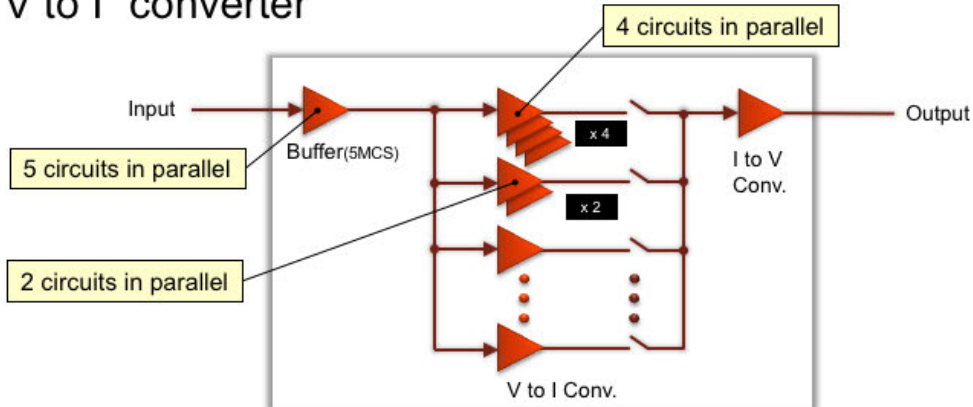 V to I converter
4 circuits in parallel
Input
Output
x 4
Buffer(5MCS)
I to V
Conv.
5 circuits in parallel
x 2
2 circuits in parallel
V to I Conv.